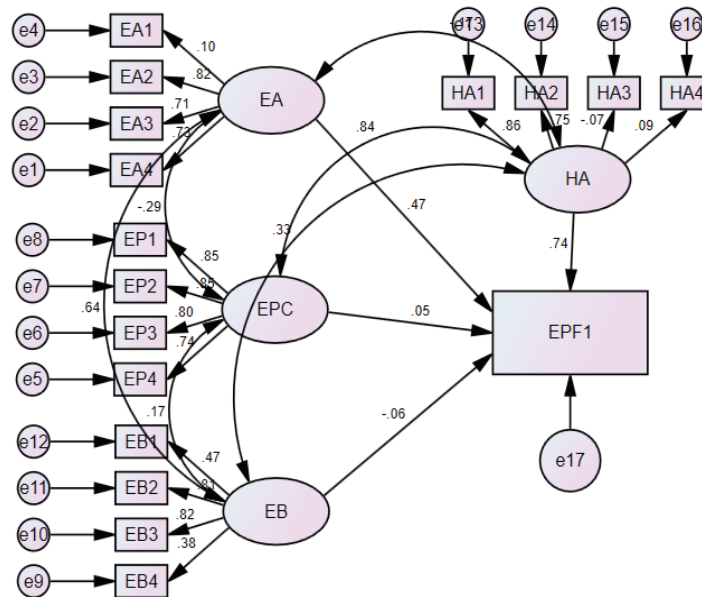 e4
EA1
.10
e3
EA2
.82
EA
e2
EA3
.71
e1
EA4
.73
-.29
e8
EP1
.85
e7
EP2
.85
EPC
e6
EP3
.80
e5
EP4
.74
.64
.17
e12
EB1
.47
e11
EB2
.81
EB
e10
EB3
.82
e9
EB4
.38
e13
e14
e15
e16
HA1
HA2
HA3
HA4
.86
.75
-.07
.09
HA
.84
.33
.47
.74
.05
-.06
EPF1
e17